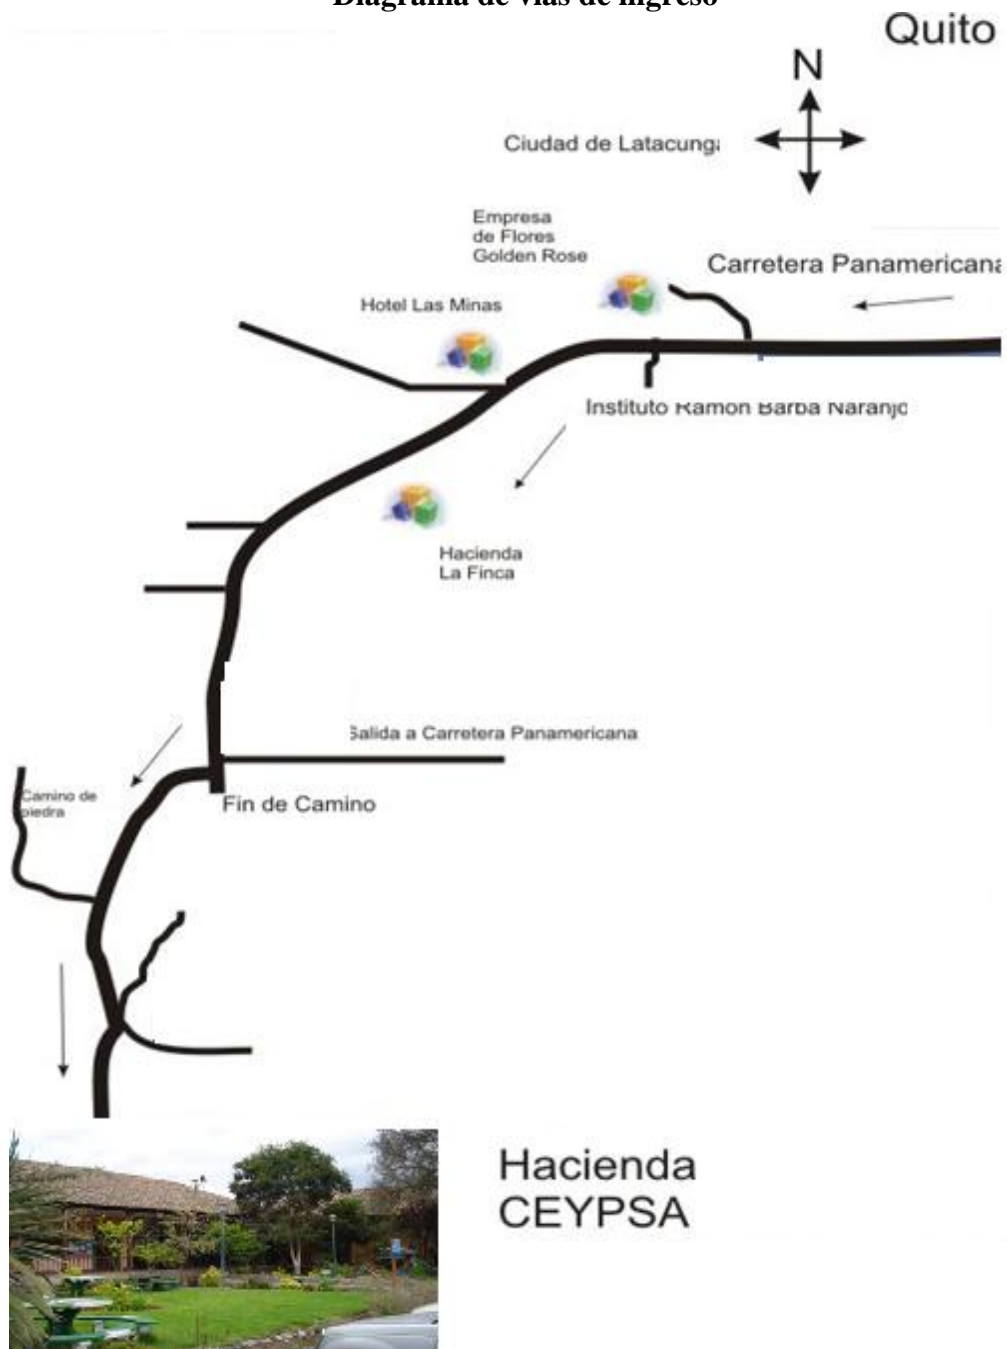 Diagrama de vías de ingreso
Quito
N
Ciudad de Latacunga
Empresa
de Flores
Golden Rose
Carretera Panamericana
Hotel Las Minas
Instituto Ramon Barba Naranjo
Hacienda
La Finca
Salida a Carretera Panamericana
Camino de
piedra
Fin de Camino
Hacienda
CEYPSA